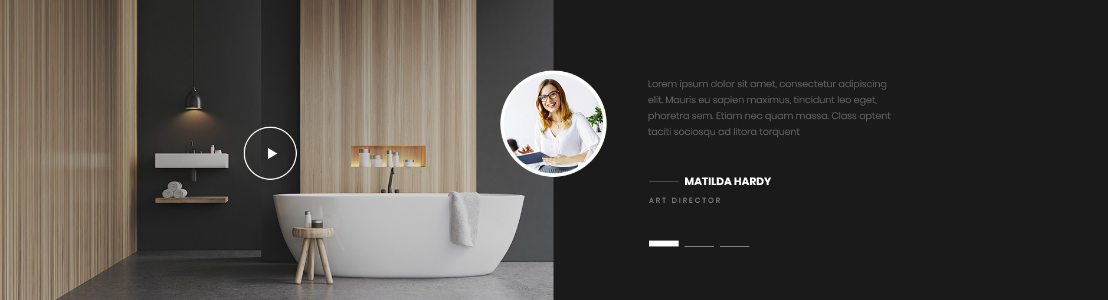 Lorem ipsum dolor sit amet, consectetur adipiscing
elit. Mauris eu sapien maximus, tincidunt leo eget,
pharetra sem. Etiam nec quam massa. Class aptent
taciti sociosqu ad litora torquent
MATILDA HARDY
ART DIRECTOR